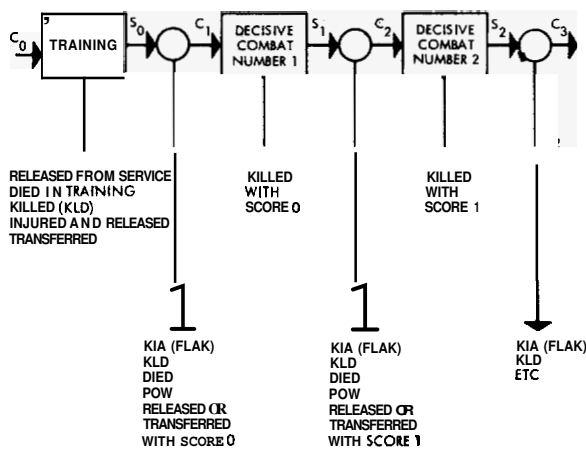 C0
TRAINING
S0
C1
DECISIVE
COMBAT
NUMBER 1
S1
C2
DECISIVE
COMBAT
NUMBER 2
S2
C3
RELEASED FROM SERVICE
DIED IN TRAINING
KILLED (KLD)
INJURED AND RELEASED
TRANSFERRED
KILLED
WITH
SCORE 0
KILLED
WITH
SCORE 1
KIA (FLAK)
KLD
DIED
POW
RELEASED OR
TRANSFERRED
WITH SCORE 0
KIA (FLAK)
KLD
DIED
POW
RELEASED OR
TRANSFERRED
WITH SCORE 1
KIA (FLAK)
KLD
ETC